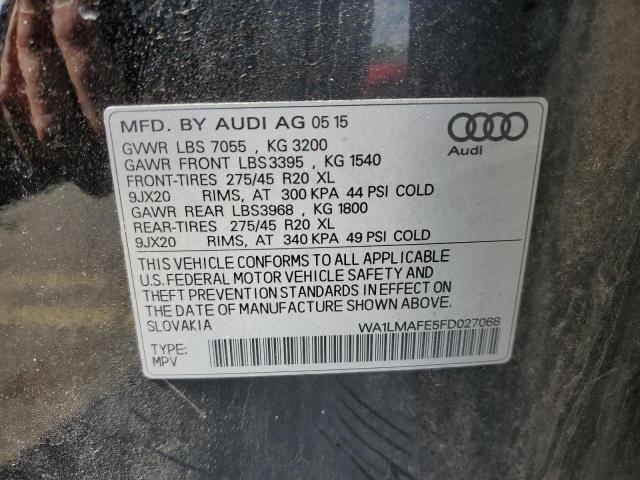 MFD. BY AUDI AG 05 15
GVWR LBS 7055 , KG 3200
GAWR FRONT LBS3395 , KG 1540
FRONT-TIRES 275/45 R20 XL
9JX20 RIMS, AT 300 KPA 44 PSI COLD
GAWR REAR LBS3968 , KG 1800
REAR-TIRES 275/45 R20 XL
9JX20 RIMS, AT 340 KPA 49 PSI COLD
Audi
THIS VEHICLE CONFORMS TO ALL APPLICABLE
U.S. FEDERAL MOTOR VEHICLE SAFETY AND
THEFT PREVENTION STANDARDS IN EFFECT ON
THE DATE OF MANUFACTURE SHOWN ABOVE.
SLOVAKIA WA1LMAFE5FD027068
TYPE:
MPV